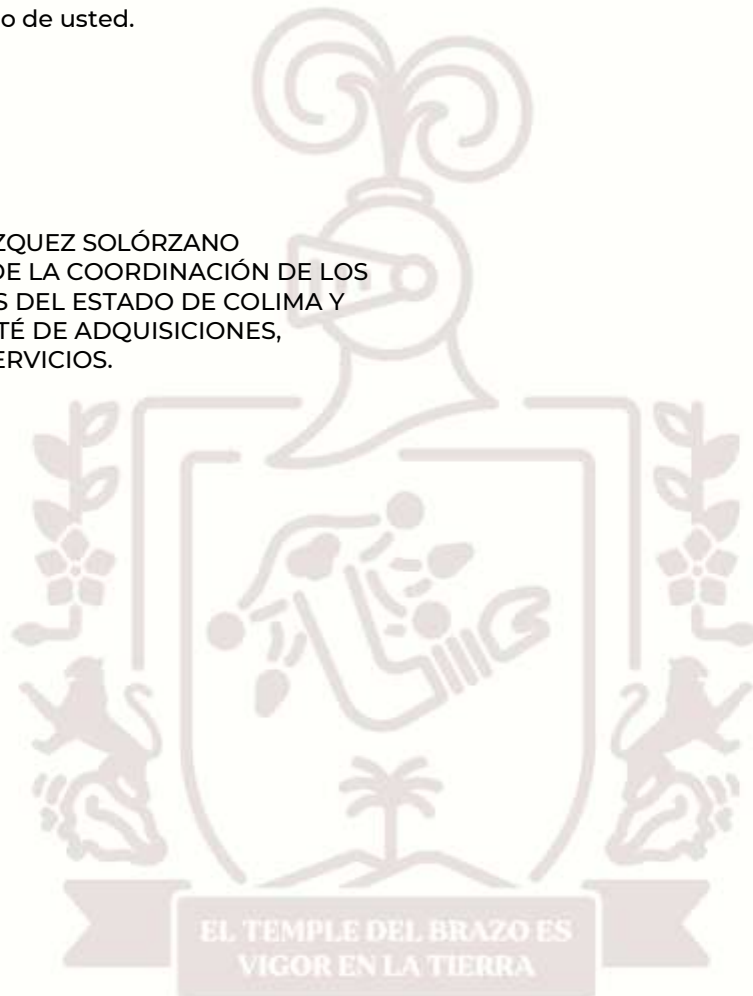 o de usted.
ZQUEZ SOLÓRZANO
DE LA COORDINACIÓN DE LOS
S DEL ESTADO DE COLIMA Y
TÉ DE ADQUISICIONES,
ERVICIOS.
EL TEMPLE DEL BRAZO ES
VIGOR EN LA TIERRA